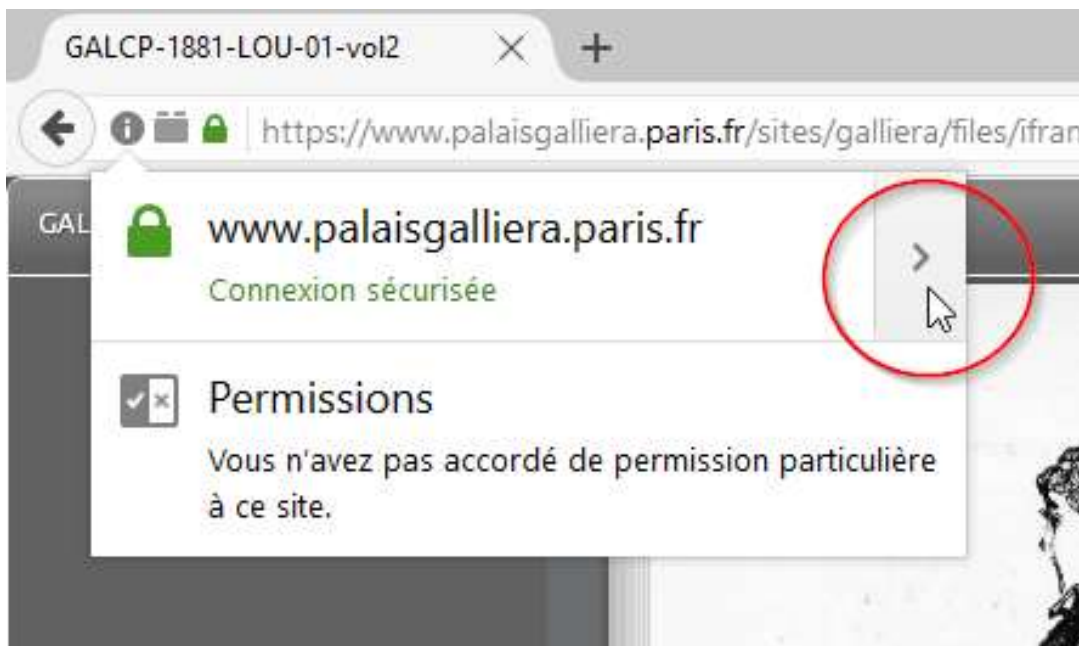 GALCP-1881-LOU-01-vol2
https://www.palaisgalliera.paris.fr/sites/galliera/files/ifran
GAL
www.palaisgalliera.paris.fr
Connexion sécurisée
Permissions
Vous n'avez pas accordé de permission particulière
à ce site.